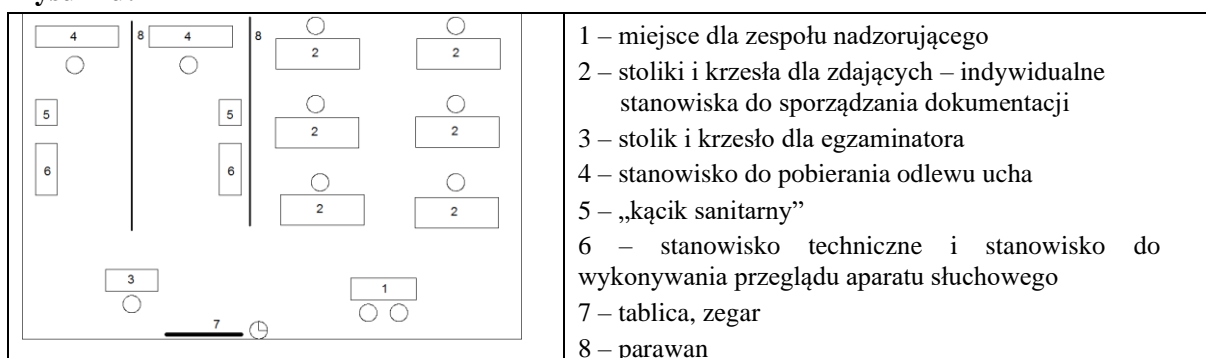 4
8
4
8
2
2
5
5
2
2
6
6
2
2
3
1
7
1 – miejsce dla zespołu nadzorującego
2 – stoliki i krzesła dla zdających – indywidualne
stanowiska do sporządzania dokumentacji
3 – stolik i krzesło dla egzaminatora
4 – stanowisko do pobierania odlewu ucha
5 – „kącik sanitarny”
6 – stanowisko techniczne i stanowisko do
wykonywania przeglądu aparatu słuchowego
7 – tablica, zegar
8 – parawan